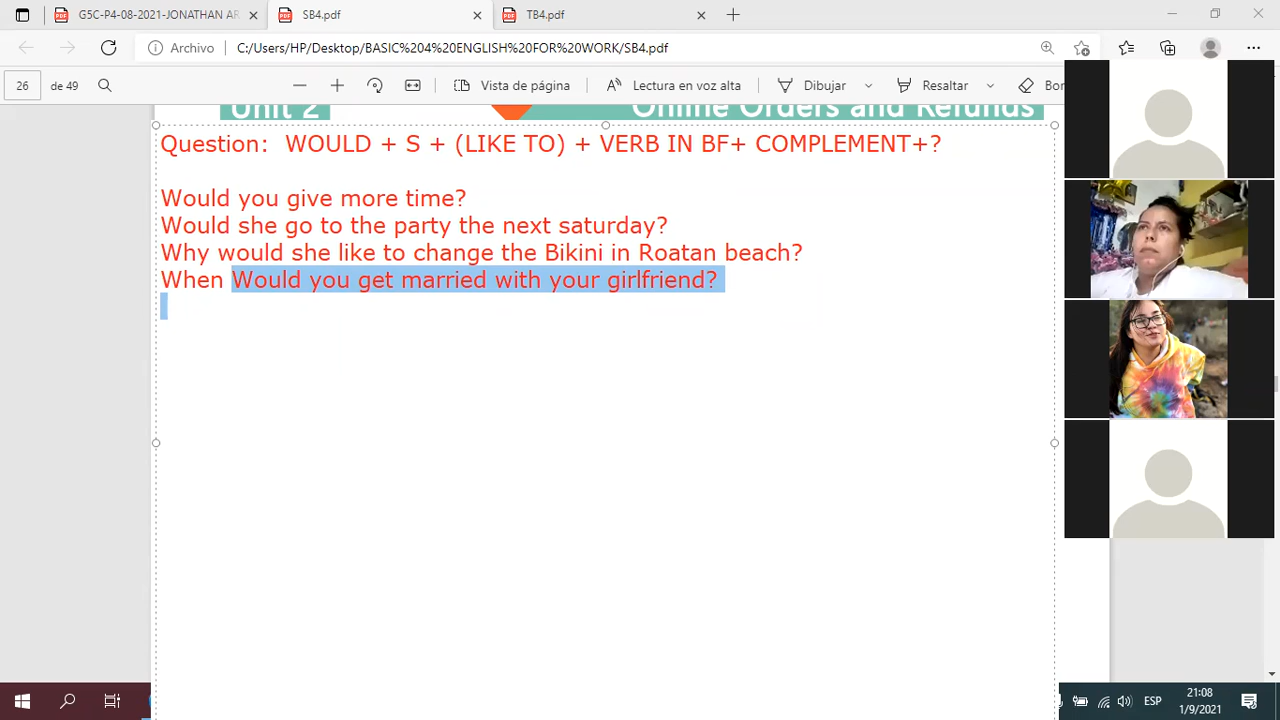 G5C-P4-08-2021-JONATHAN AR
SB4.pdf
TB4.pdf
Archivo
C:/Users/HP/Desktop/BASIC%204%20ENGLISH%20FOR%20WORK/SB4.pdf
26
de 49
Vista de página
Lectura en voz alta
Dibujar
Resaltar
Bor
Unit 2
Online Orders and Refunds
Question: WOULD + S + (LIKE TO) + VERB IN BF+ COMPLEMENT+?
Would you give more time?
Would she go to the party the next saturday?
Why would she like to change the Bikini in Roatan beach?
When Would you get married with your girlfriend?
ESP
21:08
1/9/2021